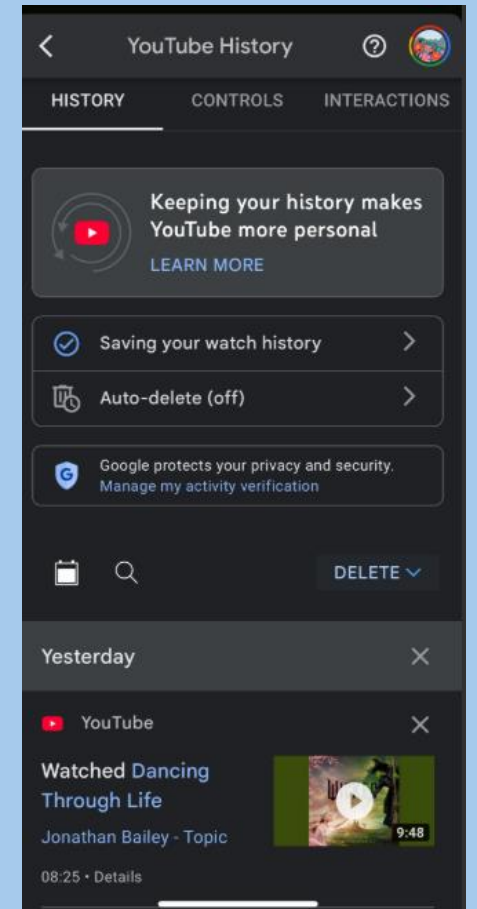 YouTube History
HISTORY CONTROLS INTERACTIONS
Keeping your history makes
YouTube more personal
LEARN MORE
Saving your watch history
Auto-delete (off)
G
Google protects your privacy and security.
Manage my activity verification
DELETE
Yesterday
YouTube
Watched Dancing
Through Life
Jonathan Bailey - Topic
9:48
08:25 • Details